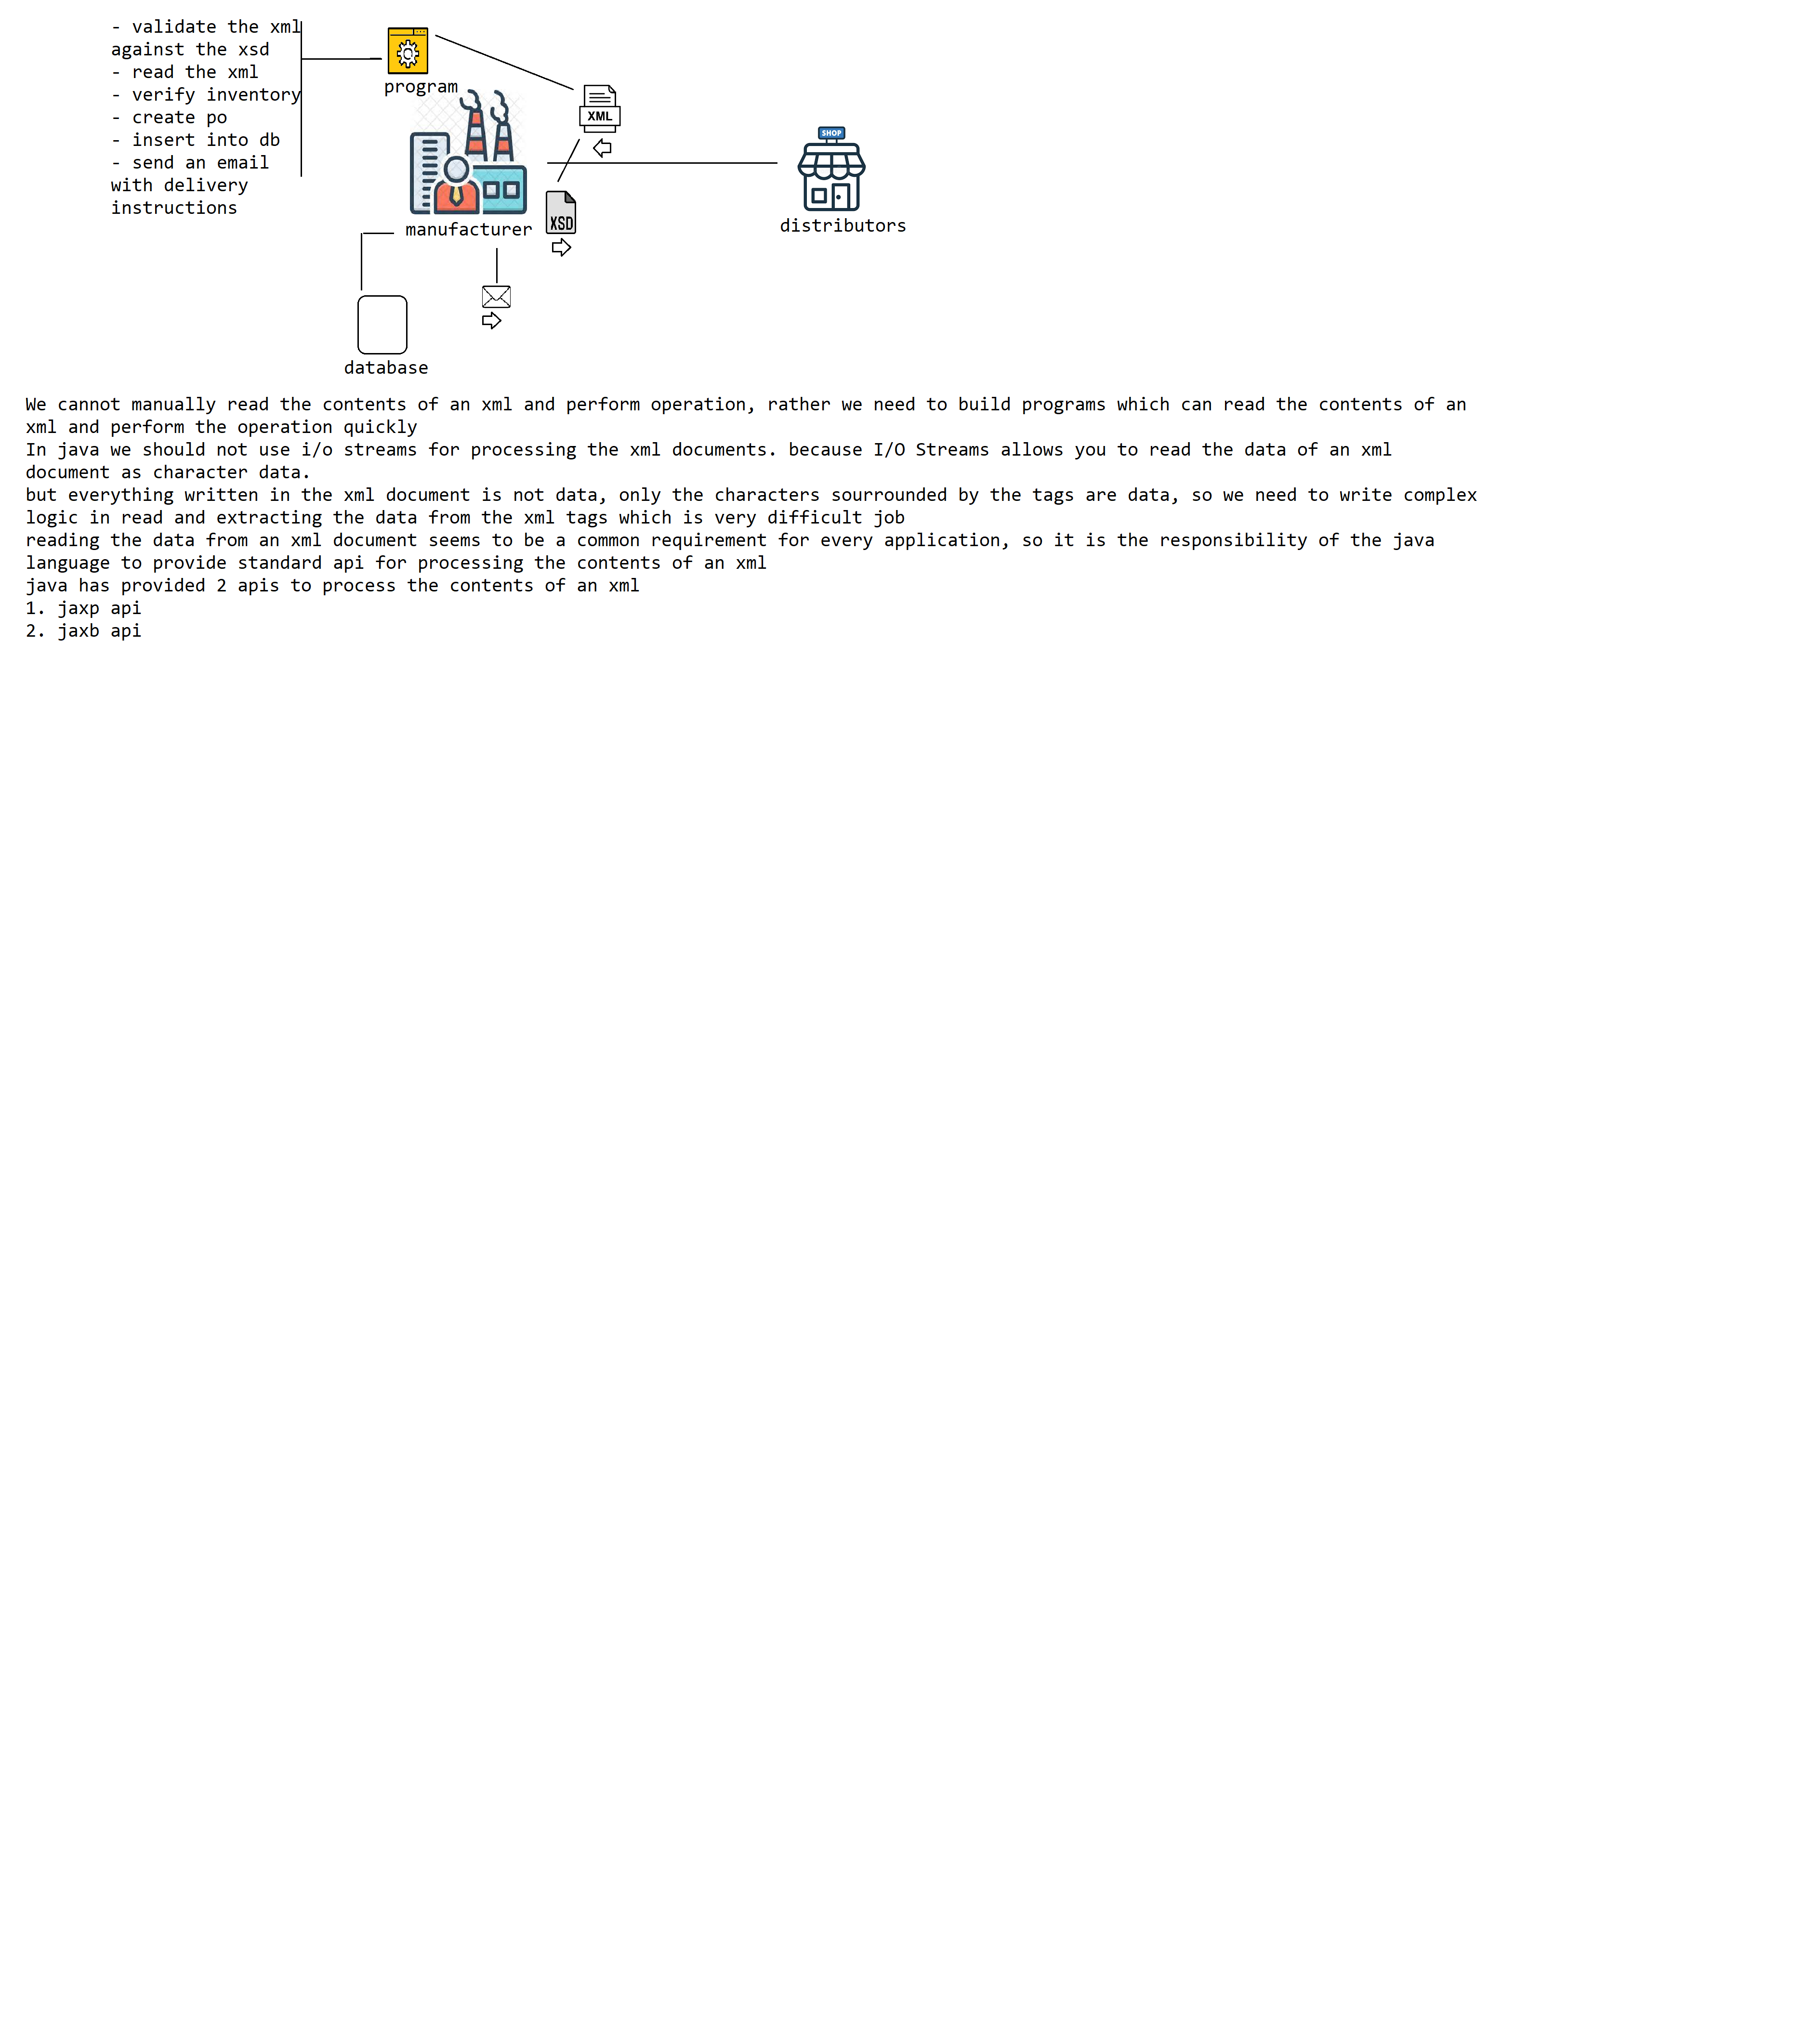 - validate the xml
against the xsd
- read the xml
- verify inventory
- create po
- insert into db
- send an email
with delivery
instructions
program
XML
SHOP
XSD
manufacturer
distributors
database
We cannot manually read the contents of an xml and perform operation, rather we need to build programs which can read the contents of an
xml and perform the operation quickly
In java we should not use i/o streams for processing the xml documents. because I/O Streams allows you to read the data of an xml
document as character data.
but everything written in the xml document is not data, only the characters sourrounded by the tags are data, so we need to write complex
logic in read and extracting the data from the xml tags which is very difficult job
reading the data from an xml document seems to be a common requirement for every application, so it is the responsibility of the java
language to provide standard api for processing the contents of an xml
java has provided 2 apis to process the contents of an xml
1. jaxp api
2. jaxb api